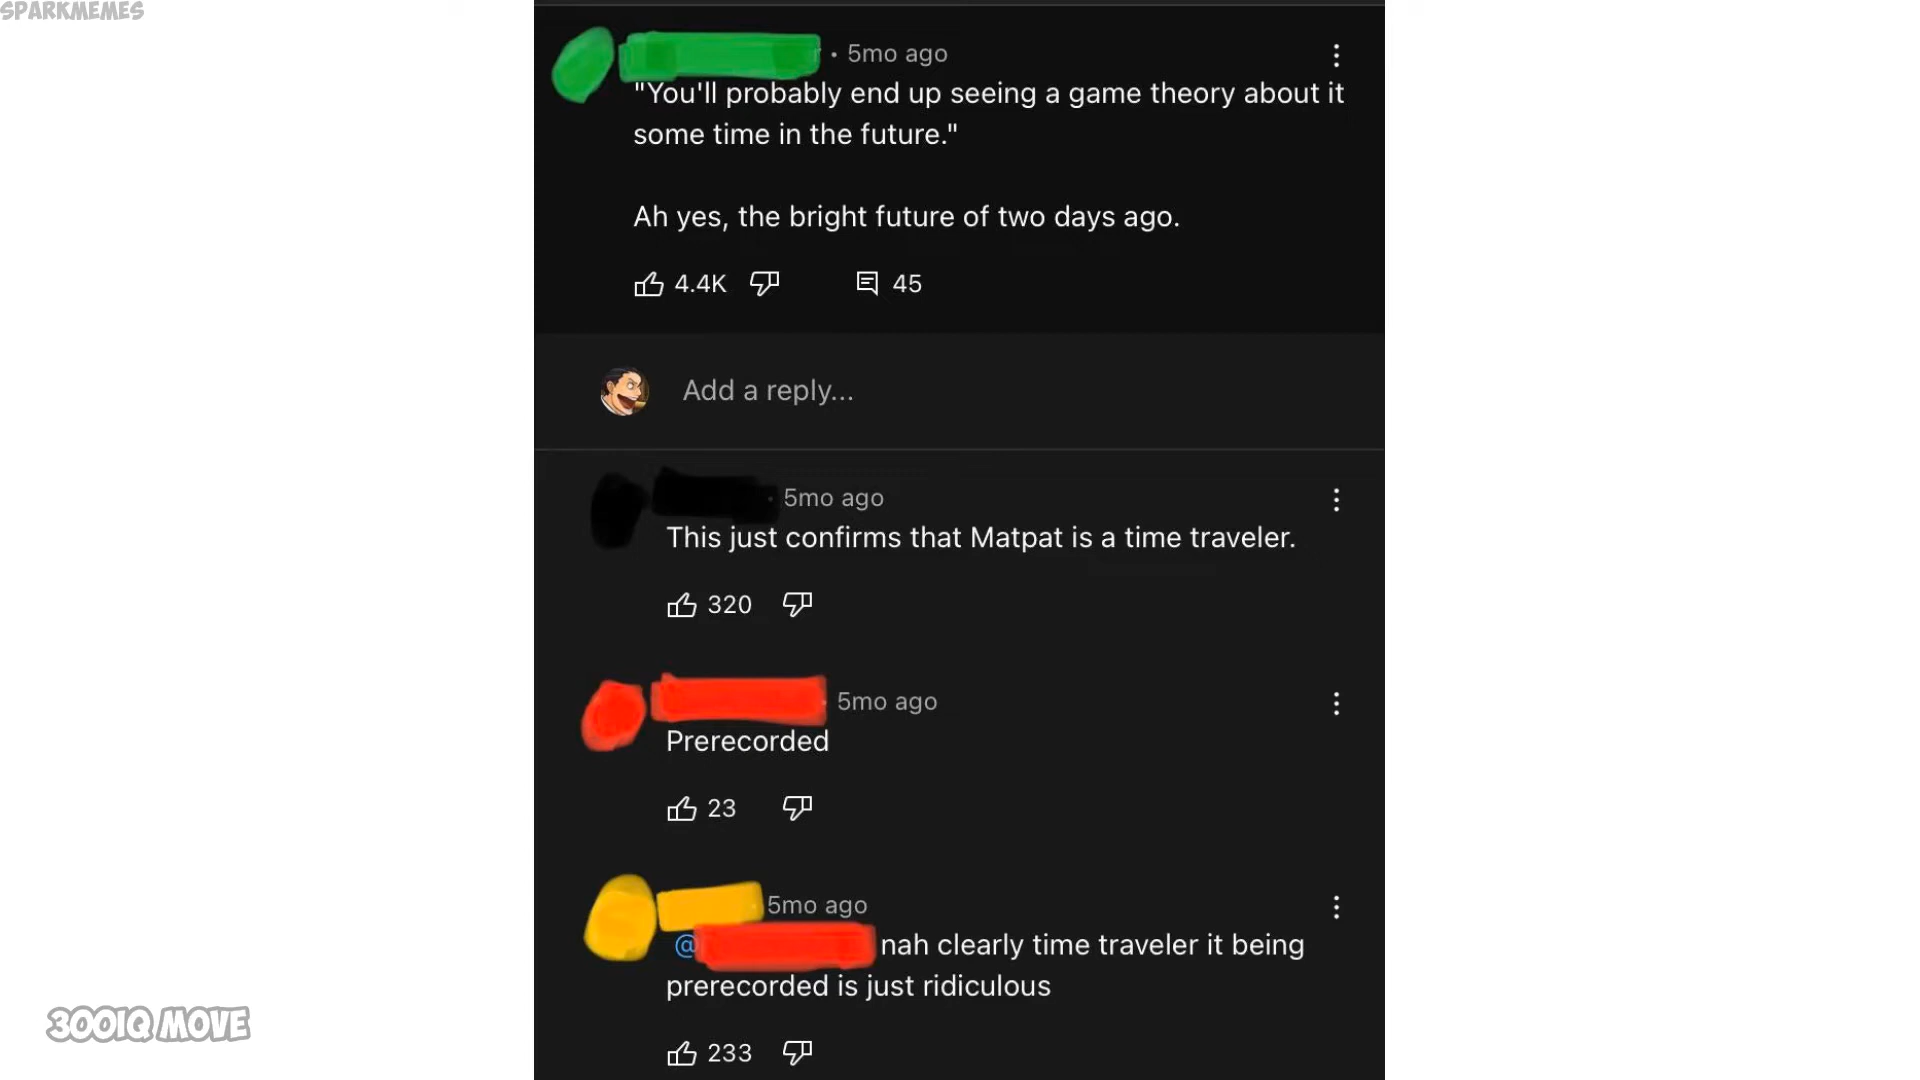 SPARKMEMES
• 5mo ago
"You'll probably end up seeing a game theory about it
some time in the future."
Ah yes, the bright future of two days ago.
4.4K 45
Add a reply...
5mo ago
This just confirms that Matpat is a time traveler.
320
5mo ago
Prerecorded
23
5mo ago
@ nah clearly time traveler it being
prerecorded is just ridiculous
233
300IQ MOVE